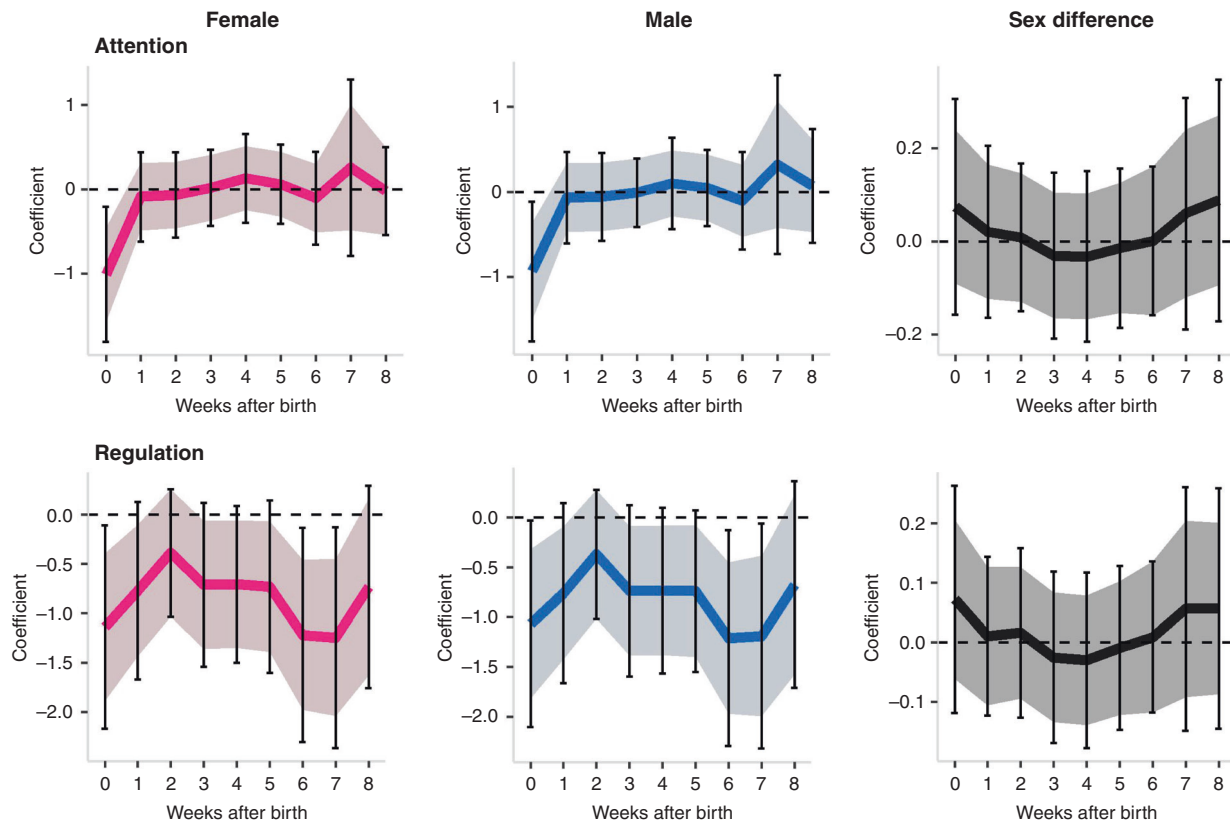 Female
Male
Sex difference
Attention
Coefficient
1
0
−1
0 1 2 3 4 5 6 7 8
Weeks after birth
Coefficient
1
0
−1
0 1 2 3 4 5 6 7 8
Weeks after birth
Coefficient
0.2
0.0
−0.2
0 1 2 3 4 5 6 7 8
Weeks after birth
Regulation
Coefficient
0.0
−0.5
−1.0
−1.5
−2.0
0 1 2 3 4 5 6 7 8
Weeks after birth
Coefficient
0.0
−0.5
−1.0
−1.5
−2.0
0 1 2 3 4 5 6 7 8
Weeks after birth
Coefficient
0.2
0.1
0.0
−0.1
0 1 2 3 4 5 6 7 8
Weeks after birth